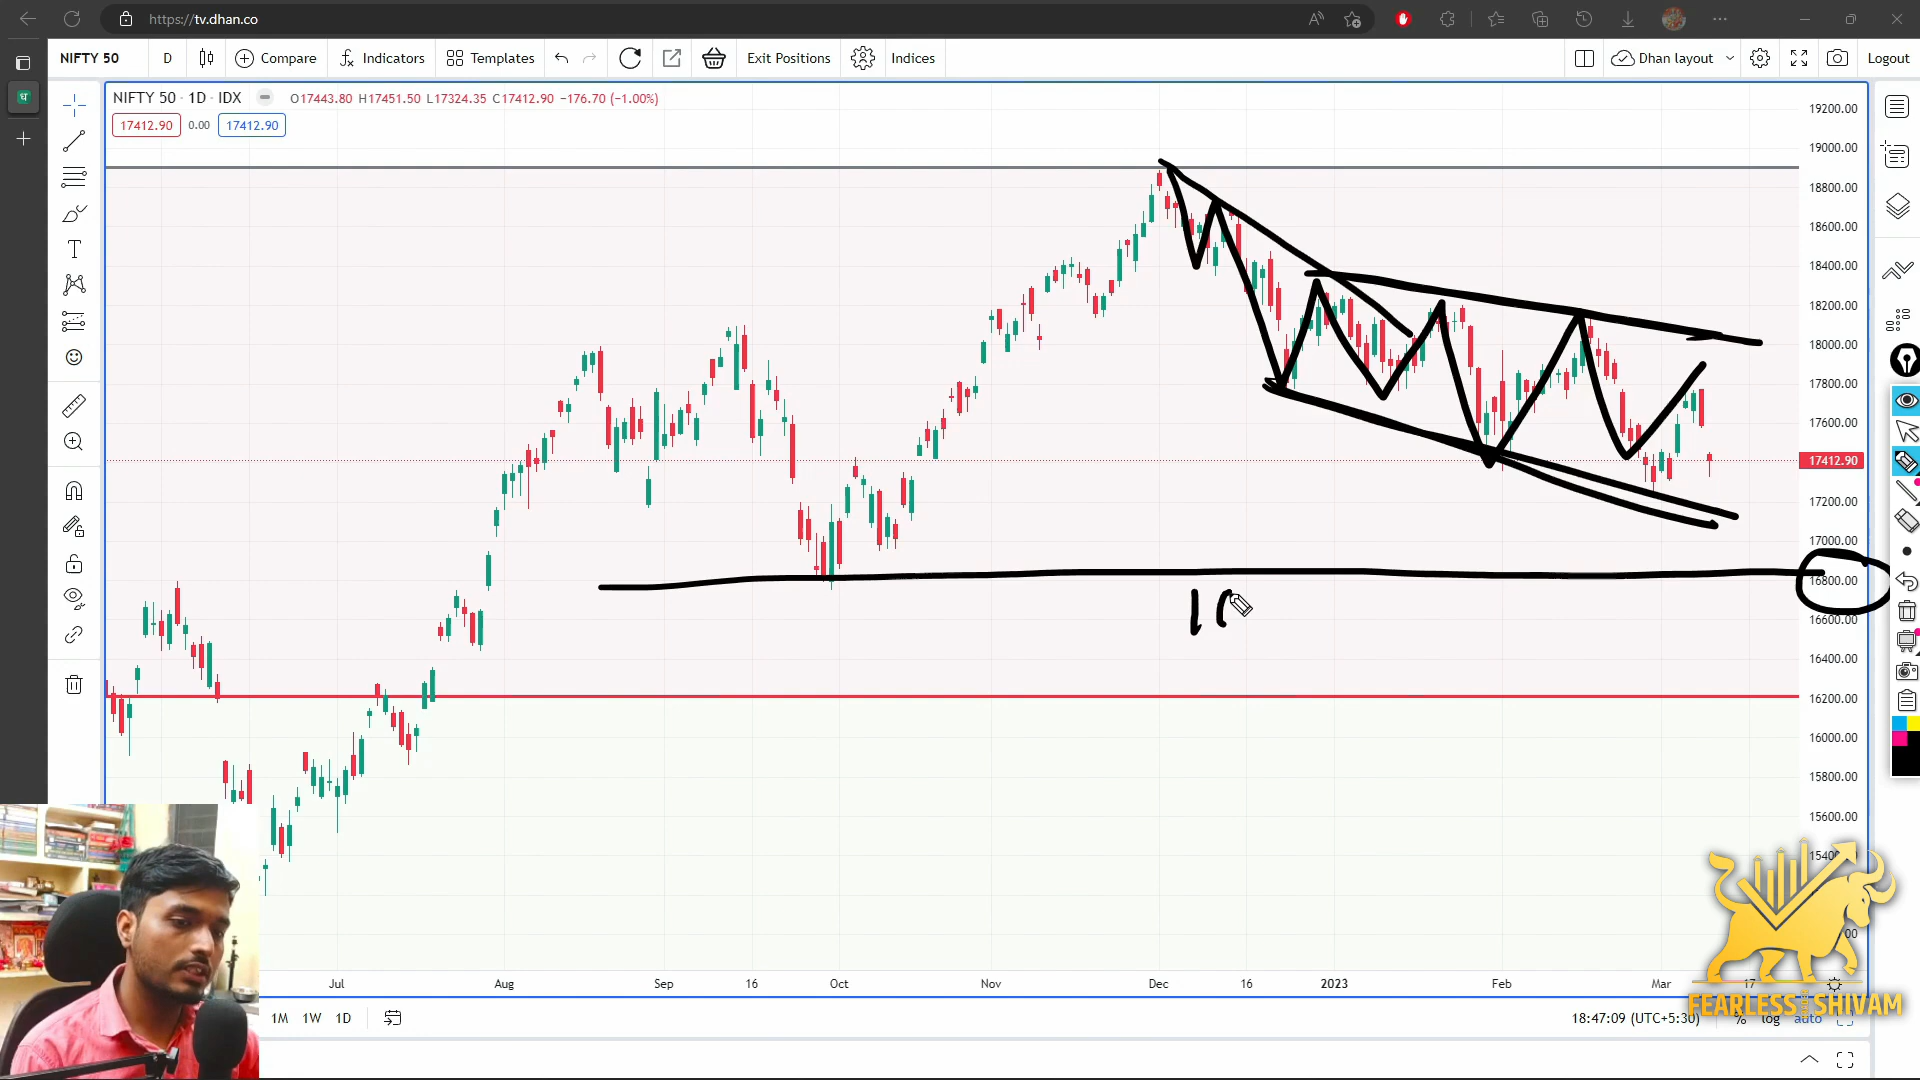 https://tv.dhan.co
NIFTY 50 D Compare Indicators Templates Exit Positions Indices Dhan layout Logout
NIFTY 50 · 1D · IDX O17443.80 H17451.50 L17324.35 C17412.90 −176.70 (−1.00%)
17412.90 0.00 17412.90
19200.00
19000.00
18800.00
18600.00
18400.00
18200.00
18000.00
17800.00
17600.00
17412.90
17200.00
17000.00
16800.00
16600.00
16400.00
16200.00
16000.00
15800.00
15600.00
Jul Aug Sep 16 Oct Nov Dec 16 2023 Feb Mar 17
FEARLESS SHIVAM
1M 1W 1D 18:47:09 (UTC+5:30) % log auto